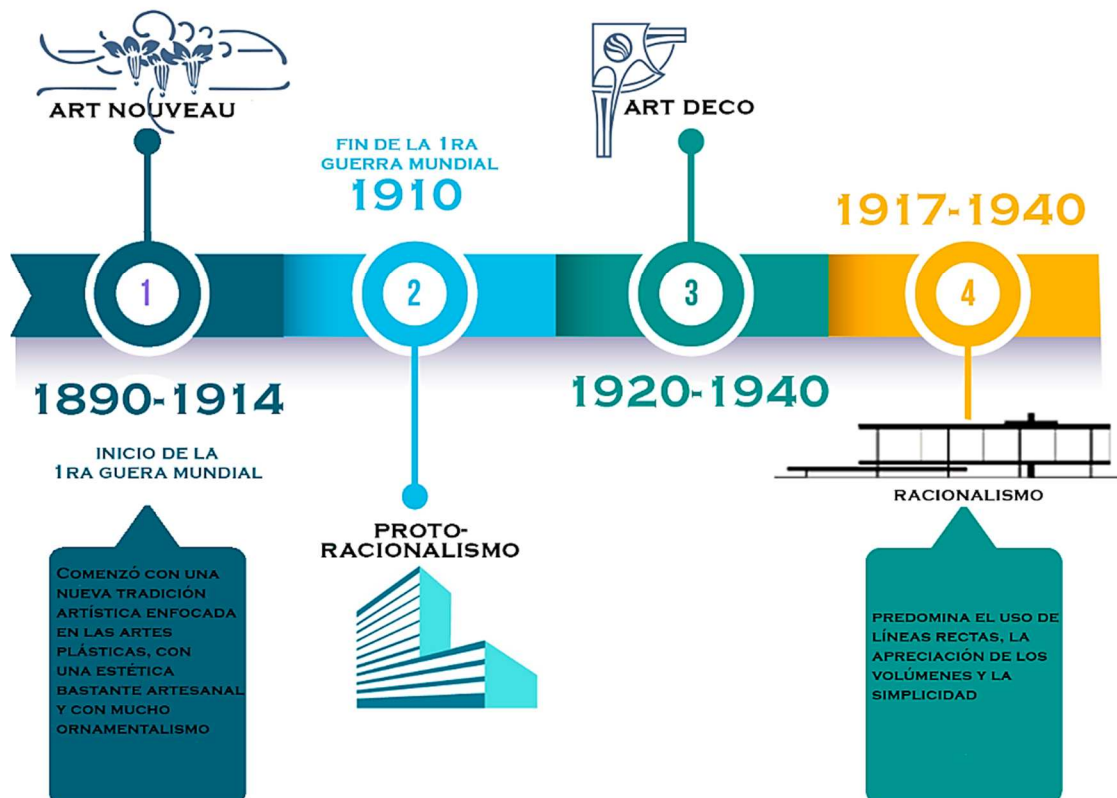 ART NOUVEAU
1
1890-1914
INICIO DE LA
1RA GUERA MUNDIAL
COMENZÓ CON UNA
NUEVA TRADICIÓN
ARTÍSTICA ENFOCADA
EN LAS ARTES
PLÁSTICAS, CON
UNA ESTÉTICA
BASTANTE ARTESANAL
Y CON MUCHO
ORNAMENTALISMO
FIN DE LA 1RA
GUERRA MUNDIAL
1910
2
PROTO-
RACIONALISMO
ART DECO
3
1920-1940
1917-1940
4
RACIONALISMO
PREDOMINA EL USO DE
LÍNEAS RECTAS, LA
APRECIACIÓN DE LOS
VOLÚMENES Y LA
SIMPLICIDAD